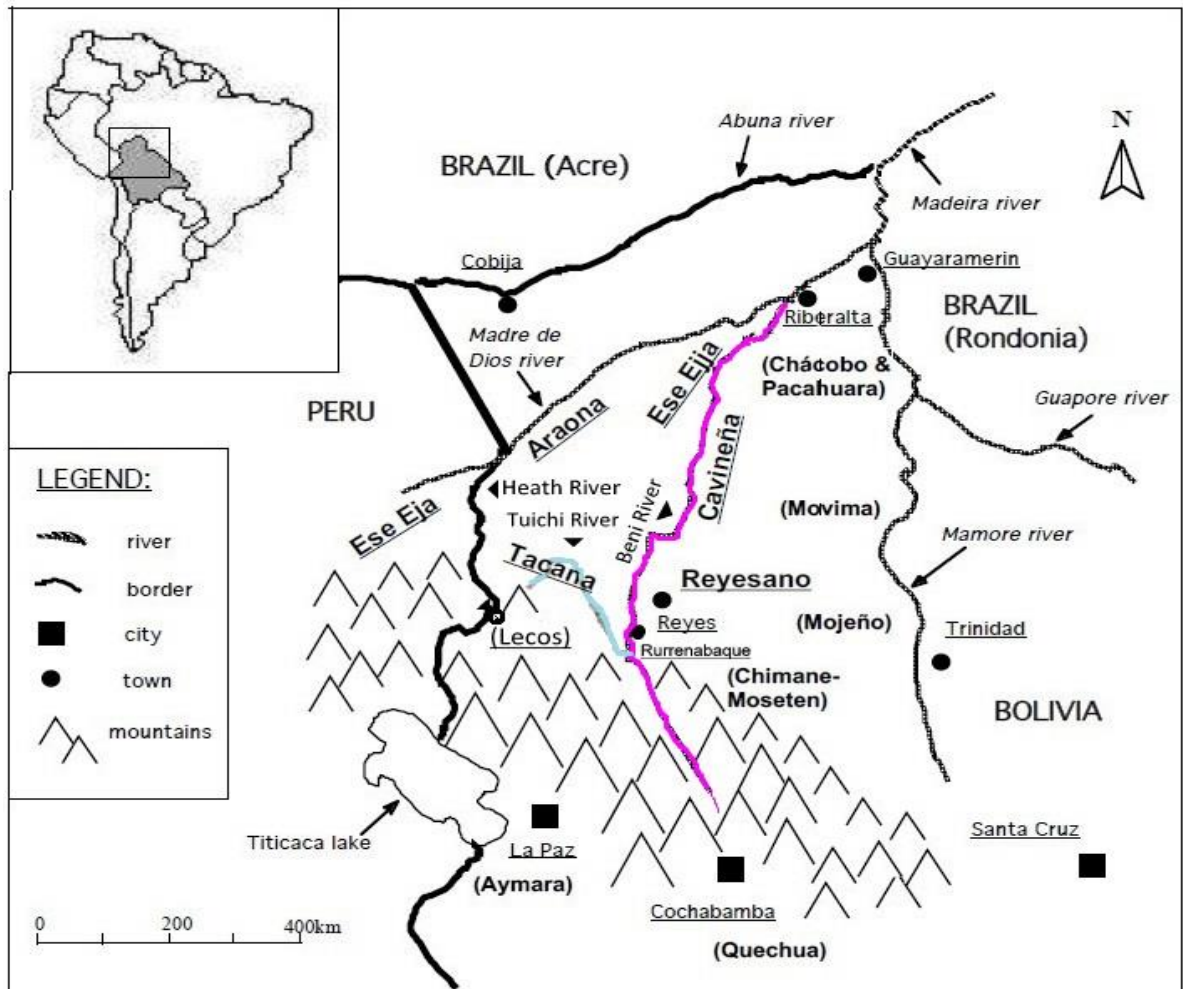 Abuna river
N
BRAZIL (Acre)
Madeira river
Cobija
Guayaramerin
Madre de
Dios river
Riberalta
BRAZIL
(Rondonia)
Ese Ejja
(Chácobo &
Pacahuara)
PERU
Araona
Guapore river
LEGEND:
river
border
city
town
mountains
Heath River
Ese Eja
Tuichi River
Cavineña
Beni River
(Movima)
Mamore river
Tacana
Reyesano
Reyes
(Lecos)
Rurrenabaque
(Mojeño)
Trinidad
(Chimane-
Moseten)
BOLIVIA
Titicaca lake
La Paz
Santa Cruz
(Aymara)
Cochabamba
(Quechua)
0 200 400km